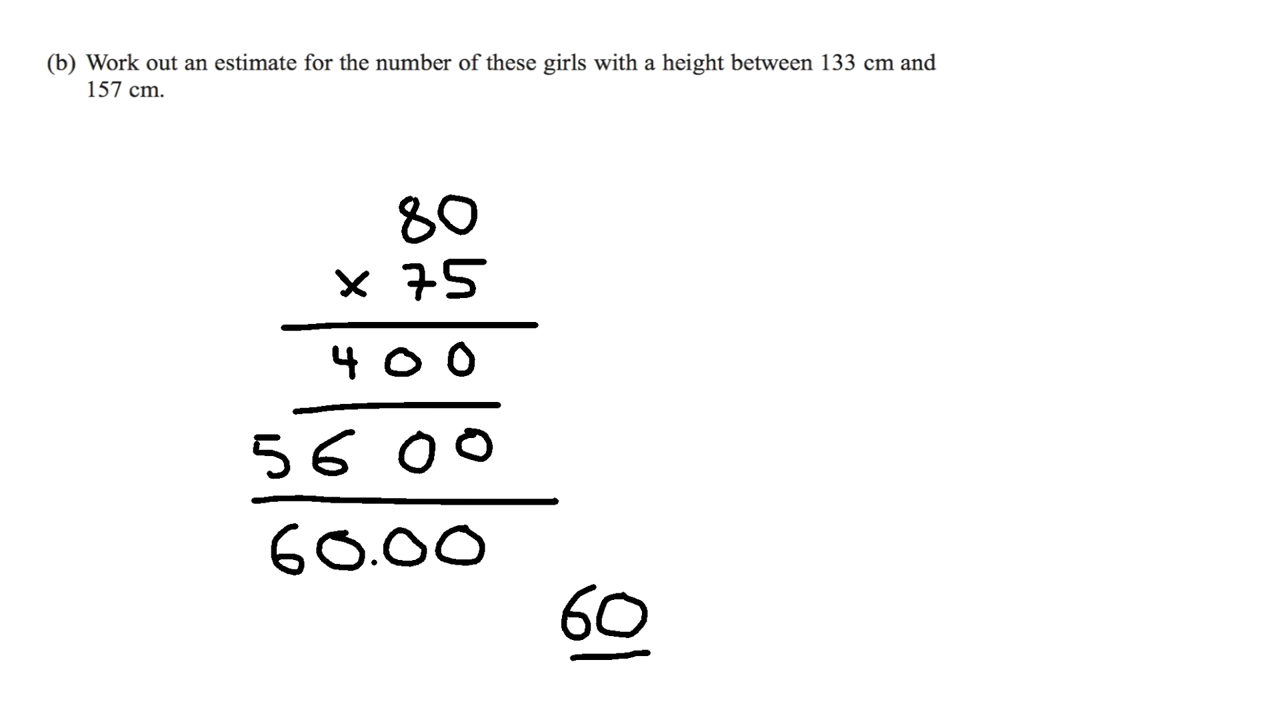 (b) Work out an estimate for the number of these girls with a height between 133 cm and
157 cm.
80
x 75
400
5600
60.00
60